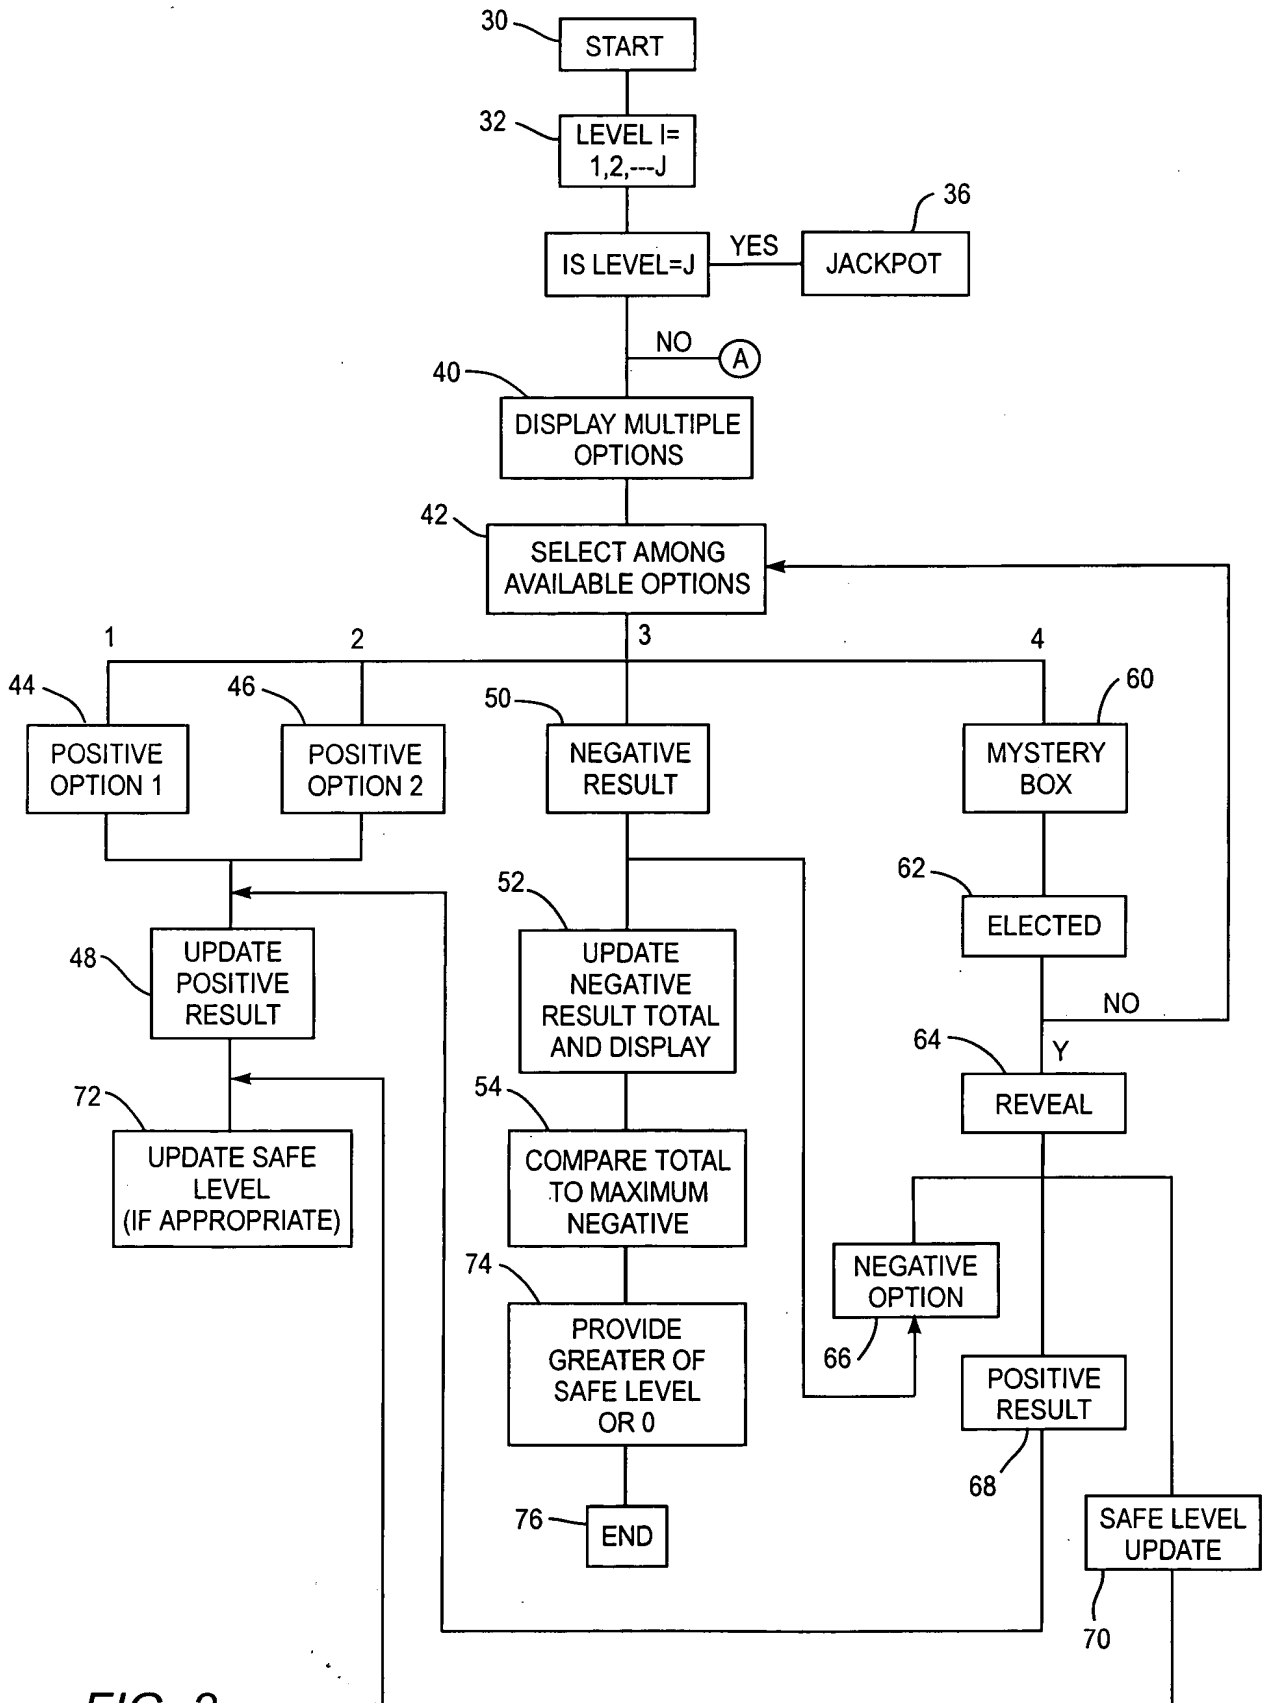 30
START
32
LEVEL I=
1,2,---J
36
IS LEVEL=J
YES
JACKPOT
NO
A
40
DISPLAY MULTIPLE
OPTIONS
42
SELECT AMONG
AVAILABLE OPTIONS
1
2
3
4
44
POSITIVE
OPTION 1
46
POSITIVE
OPTION 2
50
NEGATIVE
RESULT
60
MYSTERY
BOX
62
ELECTED
NO
Y
48
UPDATE
POSITIVE
RESULT
52
UPDATE
NEGATIVE
RESULT TOTAL
AND DISPLAY
64
REVEAL
72
UPDATE SAFE
LEVEL
(IF APPROPRIATE)
54
COMPARE TOTAL
TO MAXIMUM
NEGATIVE
74
PROVIDE
GREATER OF
SAFE LEVEL
OR 0
NEGATIVE
OPTION
66
POSITIVE
RESULT
68
76
END
SAFE LEVEL
UPDATE
70
FIG.